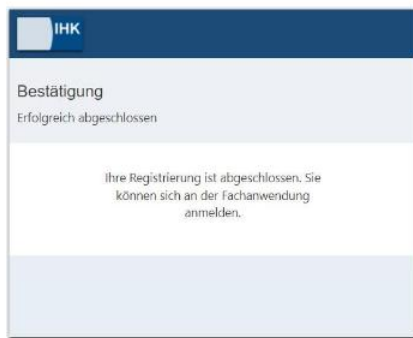 IHK
Bestätigung
Erfolgreich abgeschlossen
Ihre Registrierung ist abgeschlossen. Sie
können sich an der Fachanwendung
anmelden.